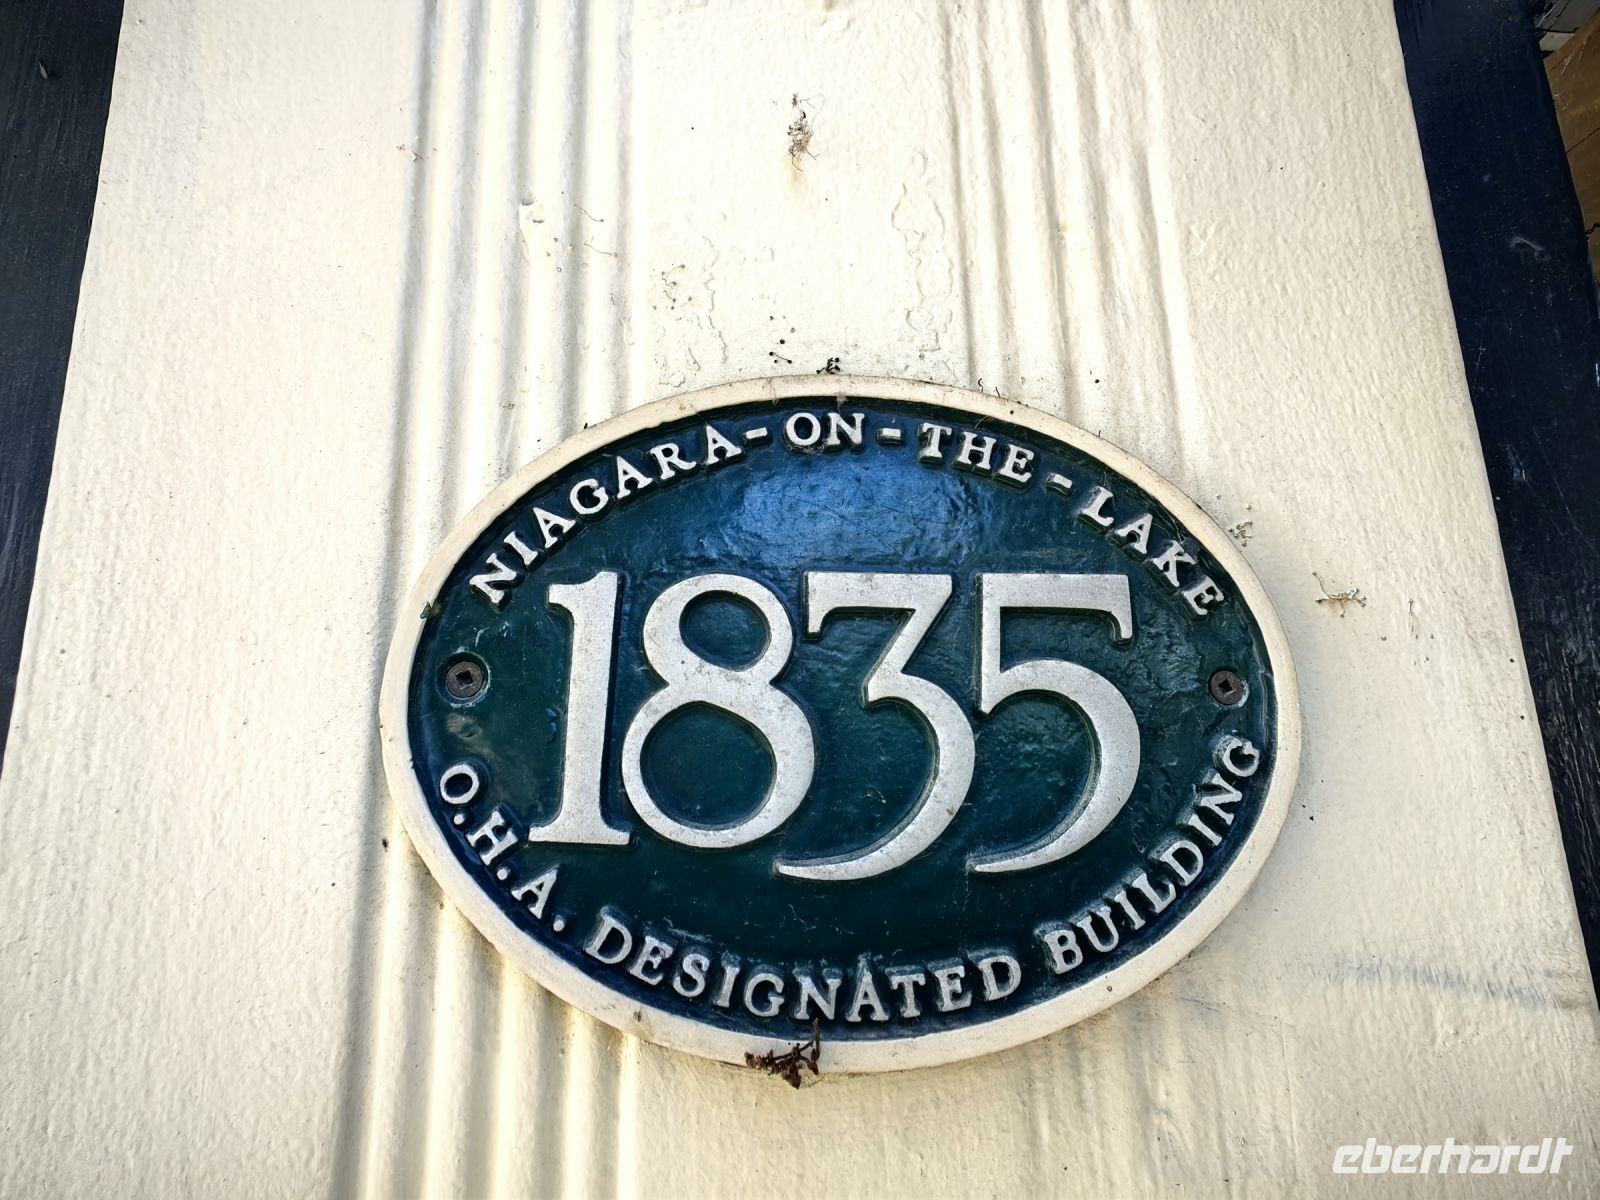 NIAGARA-ON-THE-LAKE
1835
O.H.A. DESIGNATED BUILDING
eberhardt